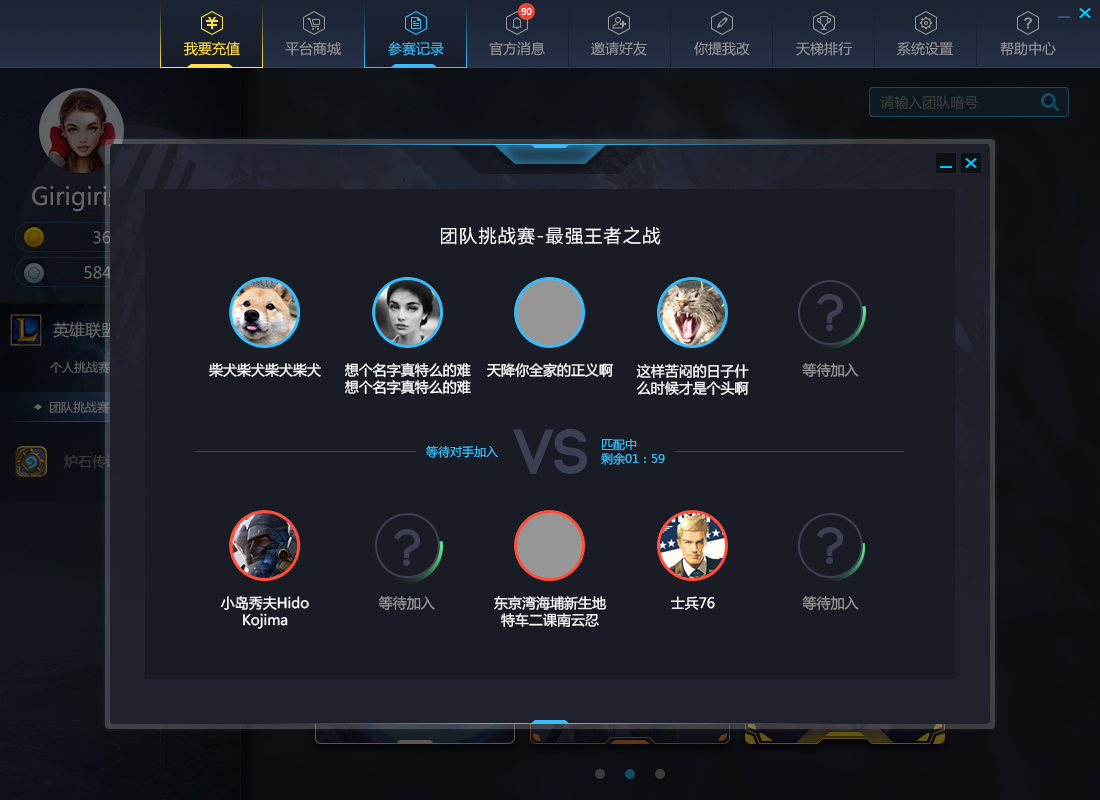 90
我要充值
平台商城
参赛记录
官方消息
邀请好友
你提我改
天梯排行
系统设置
帮助中心
请输入团队暗号
Girigiri
36
584
英雄联盟
个人挑战赛
团队挑战赛
炉石传
团队挑战赛-最强王者之战
柴犬柴犬柴犬柴犬
想个名字真特么的难
想个名字真特么的难
天降你全家的正义啊
这样苦闷的日子什
么时候才是个头啊
?
等待加入
等待对手加入
VS
匹配中
剩余01：59
小岛秀夫Hido
Kojima
?
等待加入
东京湾海埔新生地
特车二课南云忍
士兵76
?
等待加入